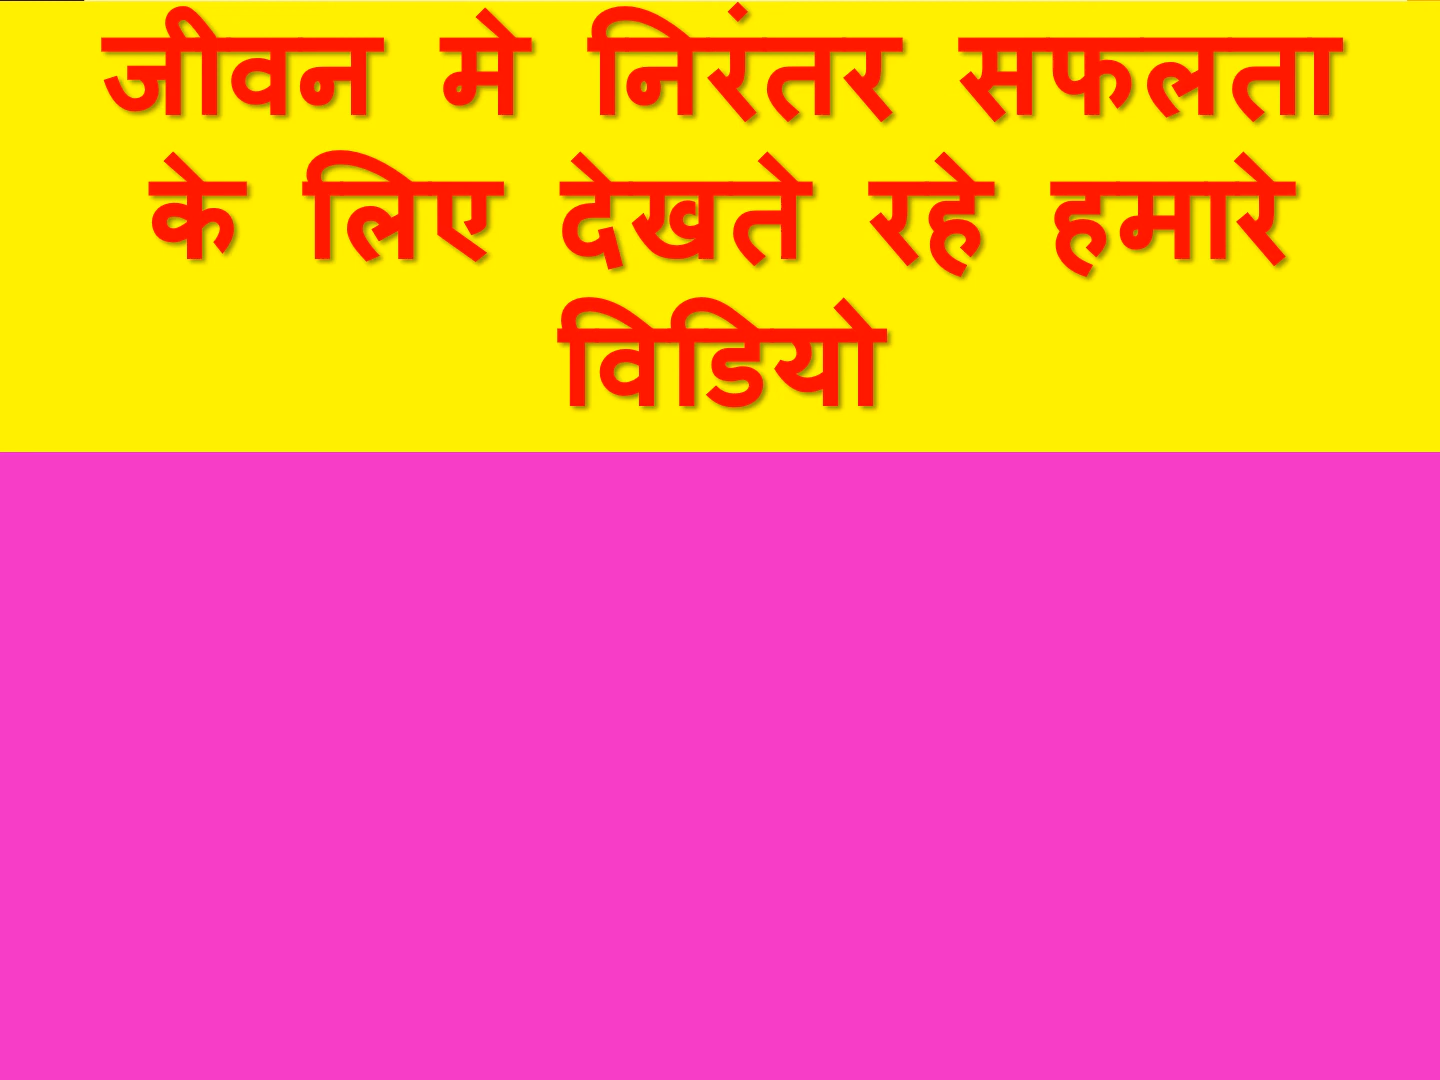 जीवन मे निरंतर सफलता
के लिए देखते रहे हमारे
विडियो